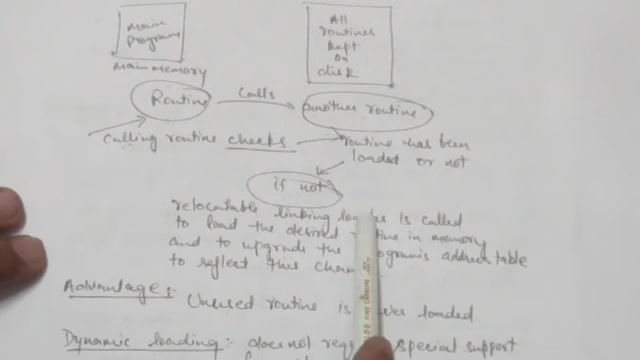 Main
Program
Main memory
All
routines
Kept
on
disk
Routine
Calls
another routine
Calling routine checks
routine has been
loaded or not
if not
relocatable linking loader is called
to load the desired routine in memory
and to upgrade the program's address table
to reflect this
Advantage:- Unused routine is loaded
Dynamic loading:- does not special support